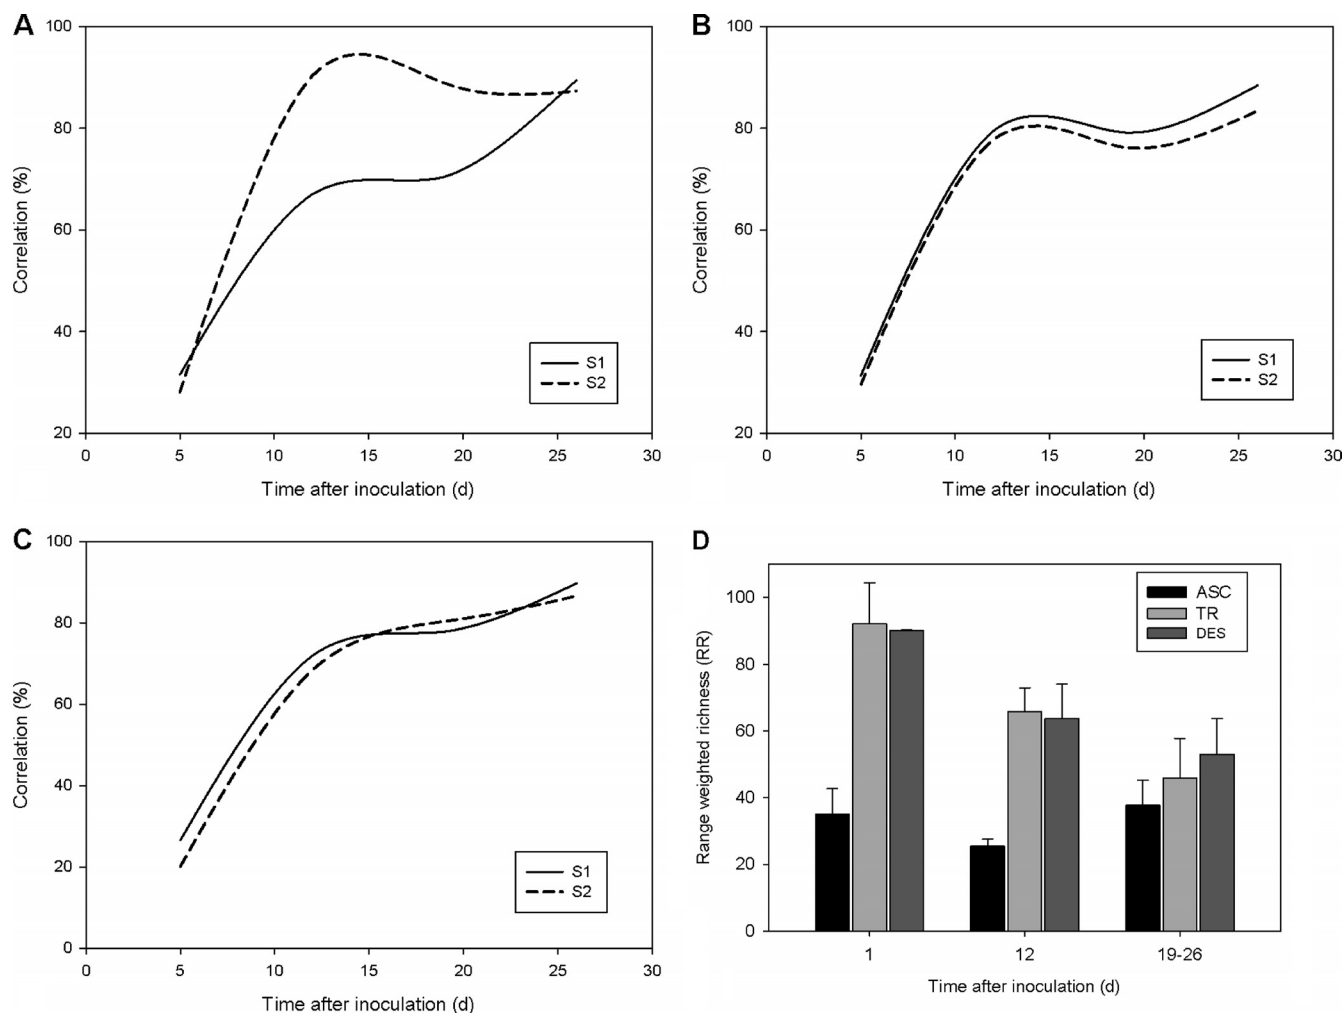 A
100
80
60
40
20
Correlation (%)
0 5 10 15 20 25 30
Time after inoculation (d)
S1
S2
B
100
80
60
40
20
Correlation (%)
0 5 10 15 20 25 30
Time after inoculation (d)
S1
S2
C
100
80
60
40
20
0
Correlation (%)
0 5 10 15 20 25 30
Time after inoculation (d)
S1
S2
D
100
80
60
40
20
0
Range weighted richness (RR)
1 12 19-26
Time after inoculation (d)
ASC
TR
DES